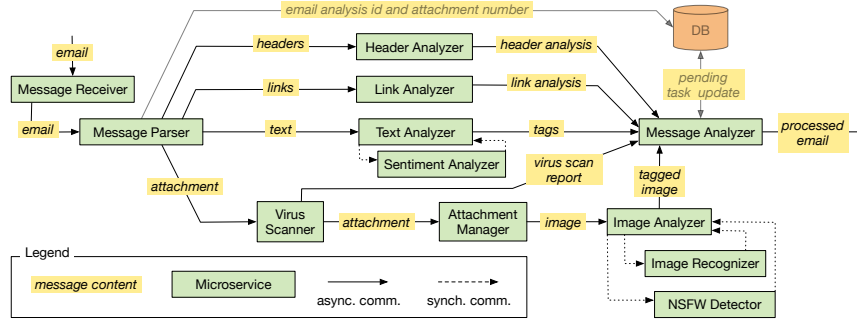 email analysis id and attachment number
DB
email
headers
Header Analyzer
header analysis
Message Receiver
links
Link Analyzer
link analysis
pending
task update
email
Message Parser
text
Text Analyzer
tags
Message Analyzer
processed
email
Sentiment Analyzer
virus scan
report
attachment
tagged
image
Virus
Scanner
attachment
Attachment
Manager
image
Image Analyzer
Image Recognizer
NSFW Detector
Legend
message content
Microservice
async. comm.
synch. comm.